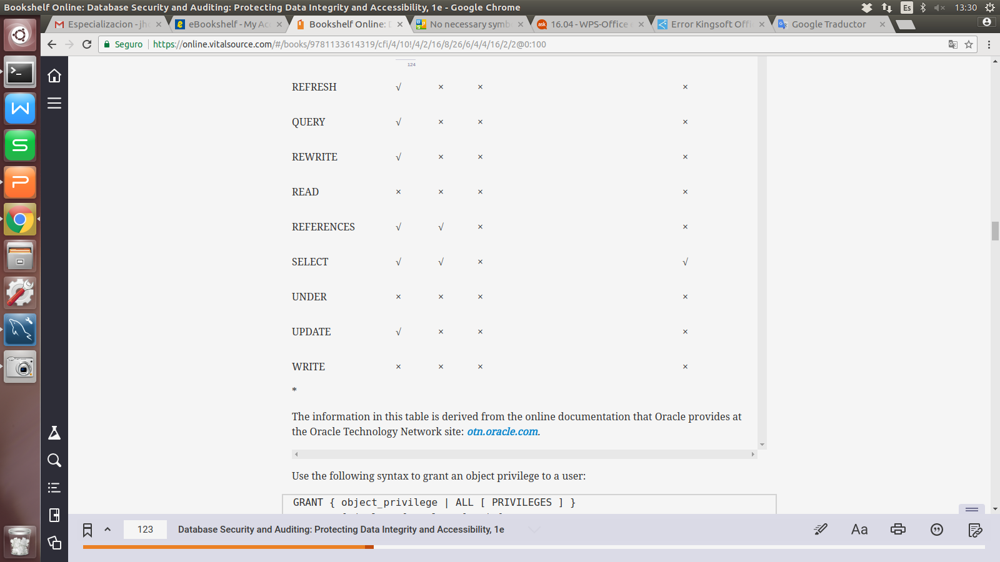 Bookshelf Online: Database Security and Auditing: Protecting Data Integrity and Accessibility, 1e - Google Chrome
Es
13:30
Especializacion - jh
eBookshelf - My Ac
Bookshelf Online: D
No necessary symb
16.04 - WPS-Office
Error Kingsoft Offi
Google Traductor
Seguro
https://online.vitalsource.com/#/books/9781133614319/cfi/4/10!/4/2/16/8/26/6/4/4/16/2/2@0:100
124
REFRESH √ × × ×
QUERY √ × × ×
REWRITE √ × × ×
READ × × × ×
REFERENCES √ √ × ×
SELECT √ √ × √
UNDER × × × ×
UPDATE √ × × ×
WRITE × × × ×
*
The information in this table is derived from the online documentation that Oracle provides at
the Oracle Technology Network site: otn.oracle.com.
Use the following syntax to grant an object privilege to a user:
GRANT { object_privilege | ALL [ PRIVILEGES ] }
123
Database Security and Auditing: Protecting Data Integrity and Accessibility, 1e
Aa